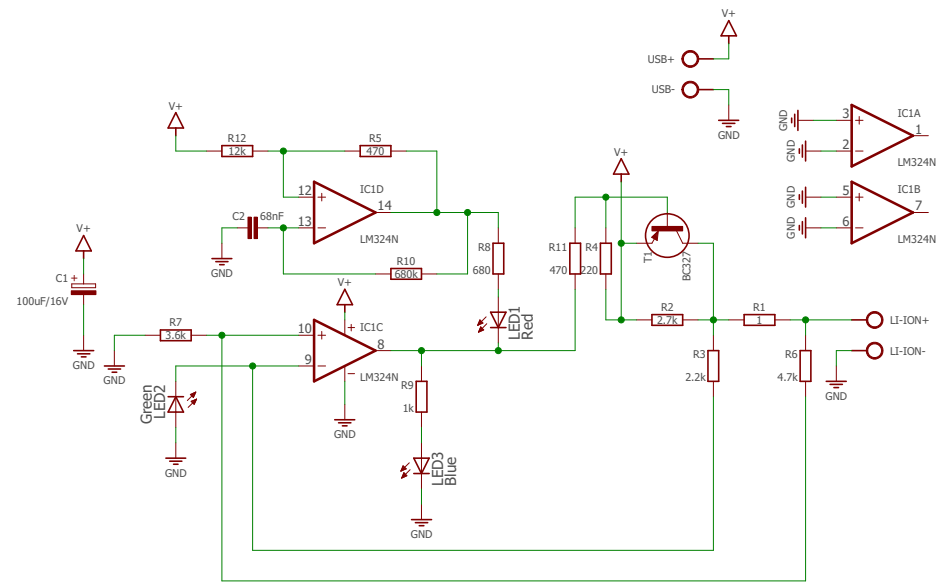 V+
USB+
USB-
GND
V+
R12
12k
R5
470
GND
3
IC1A
1
GND
2
LM324N
V+
12
IC1D
14
C2
68nF
13
LM324N
GND
R10
680k
R8
680
R11
470
R4
220
T1
BC327
GND
5
IC1B
7
GND
6
LM324N
V+
C1
100uF/16V
GND
V+
R7
3.6k
GND
10
IC1C
8
9
LM324N
GND
LED1
Red
R2
2.7k
R1
1
LI-ION+
LI-ION-
GND
R3
2.2k
R6
4.7k
Green
LED2
GND
R9
1k
LED3
Blue
GND